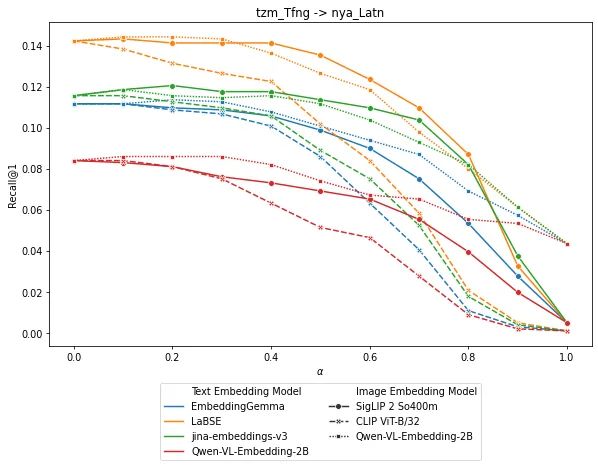 tzm_Tfng -> nya_Latn
Recall@1
0.14
0.12
0.10
0.08
0.06
0.04
0.02
0.00
0.0
0.2
0.4
0.6
0.8
1.0
α
Text Embedding Model
EmbeddingGemma
LaBSE
jina-embeddings-v3
Qwen-VL-Embedding-2B
Image Embedding Model
SigLIP 2 So400m
CLIP ViT-B/32
Qwen-VL-Embedding-2B